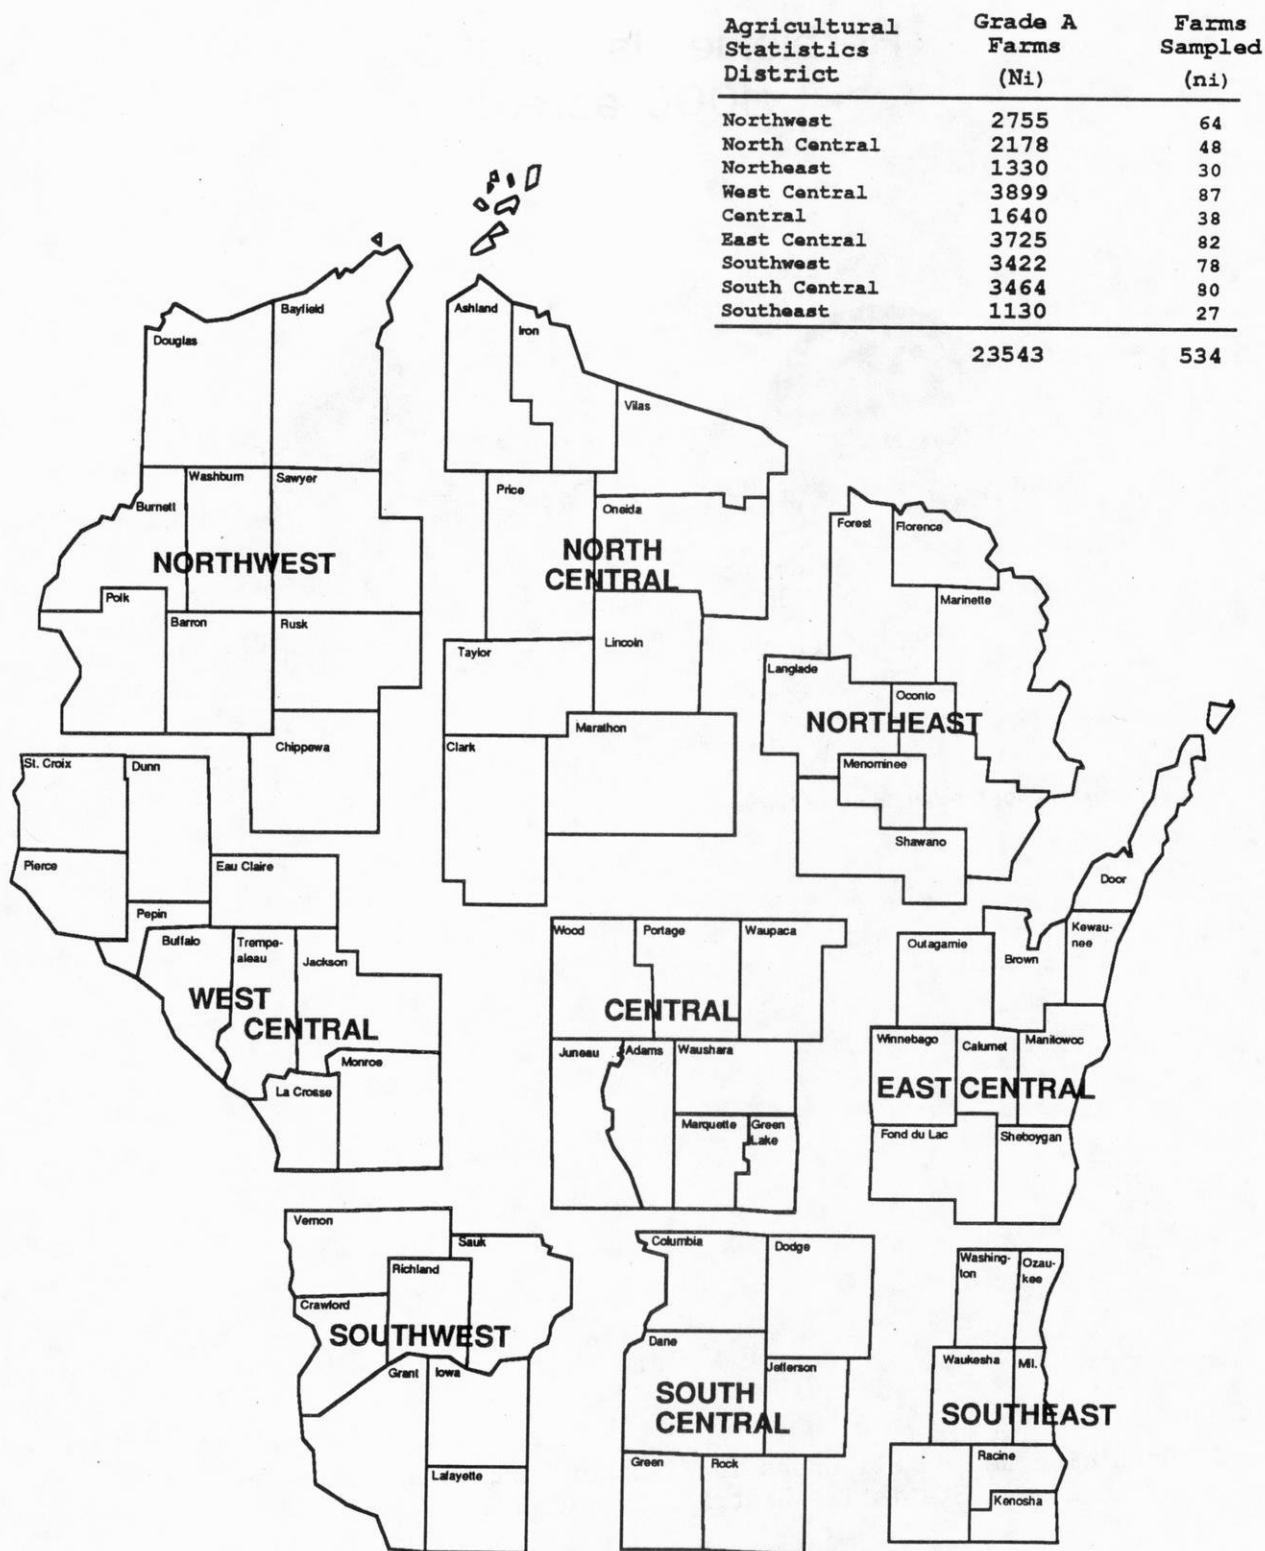 Agricultural Statistics District
Grade A Farms (Ni)
Farms Sampled (ni)
Northwest 2755 64
North Central 2178 48
Northeast 1330 30
West Central 3899 87
Central 1640 38
East Central 3725 82
Southwest 3422 78
South Central 3464 80
Southeast 1130 27
23543 534
Douglas
Bayfield
Burnett
Washburn
Sawyer
NORTHWEST
Polk
Barron
Rusk
Chippewa
Ashland
Iron
Vilas
Price
Oneida
NORTH
CENTRAL
Taylor
Lincoln
Clark
Marathon
Forest
Florence
Marinette
Langlade
Oconto
NORTHEAST
Menominee
Shawano
St. Croix
Dunn
Pierce
Eau Claire
Pepin
Buffalo
Trempe-
aleau
Jackson
WEST
CENTRAL
Monroe
La Crosse
Wood
Portage
Waupaca
CENTRAL
Juneau
Adams
Waushara
Marquette
Green
Lake
Door
Kewau-
nee
Outagamie
Brown
Winnebago
Calumet
Manitowoc
EAST CENTRAL
Fond du Lac
Sheboygan
Vernon
Sauk
Richland
Crawford
SOUTHWEST
Grant
Iowa
Lafayette
Columbia
Dodge
Dane
Jefferson
SOUTH
CENTRAL
Green
Rock
Washing-
ton
Ozau-
kee
Waukesha
Mil.
SOUTHEAST
Racine
Kenosha